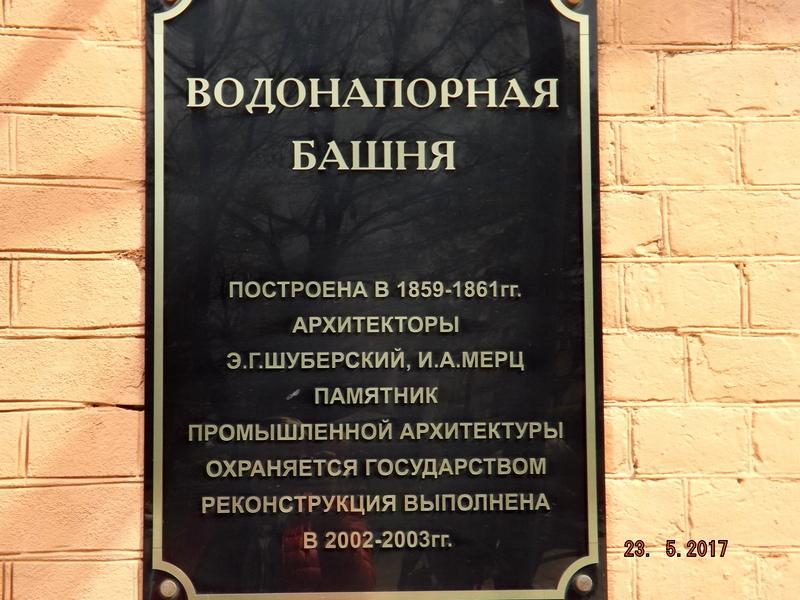 ВОДОНАПОРНАЯ
БАШНЯ
ПОСТРОЕНА В 1859-1861гг.
АРХИТЕКТОРЫ
Э.Г.ШУБЕРСКИЙ, И.А.МЕРЦ
ПАМЯТНИК
ПРОМЫШЛЕННОЙ АРХИТЕКТУРЫ
ОХРАНЯЕТСЯ ГОСУДАРСТВОМ
РЕКОНСТРУКЦИЯ ВЫПОЛНЕНА
В 2002-2003гг.
23. 5.2017